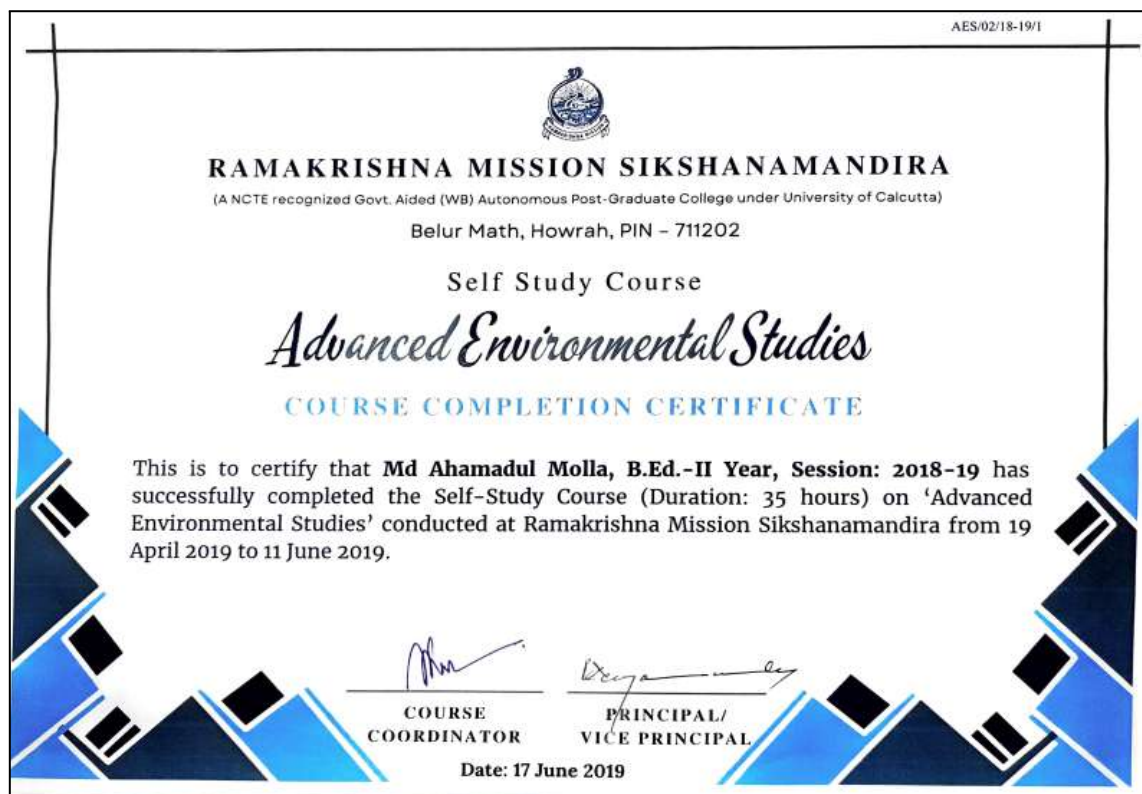 AES/02/18-19/1
RAMAKRISHNA MISSION SIKSHANAMANDIRA
(A NCTE recognized Govt. Aided (WB) Autonomous Post-Graduate College under University of Calcutta)
Belur Math, Howrah, PIN – 711202
Self Study Course
Advanced Environmental Studies
COURSE COMPLETION CERTIFICATE
This is to certify that Md Ahamadul Molla, B.Ed.-II Year, Session: 2018-19 has
successfully completed the Self-Study Course (Duration: 35 hours) on ‘Advanced
Environmental Studies’ conducted at Ramakrishna Mission Sikshanamandira from 19
April 2019 to 11 June 2019.
COURSE
COORDINATOR
PRINCIPAL/
VICE PRINCIPAL
Date: 17 June 2019